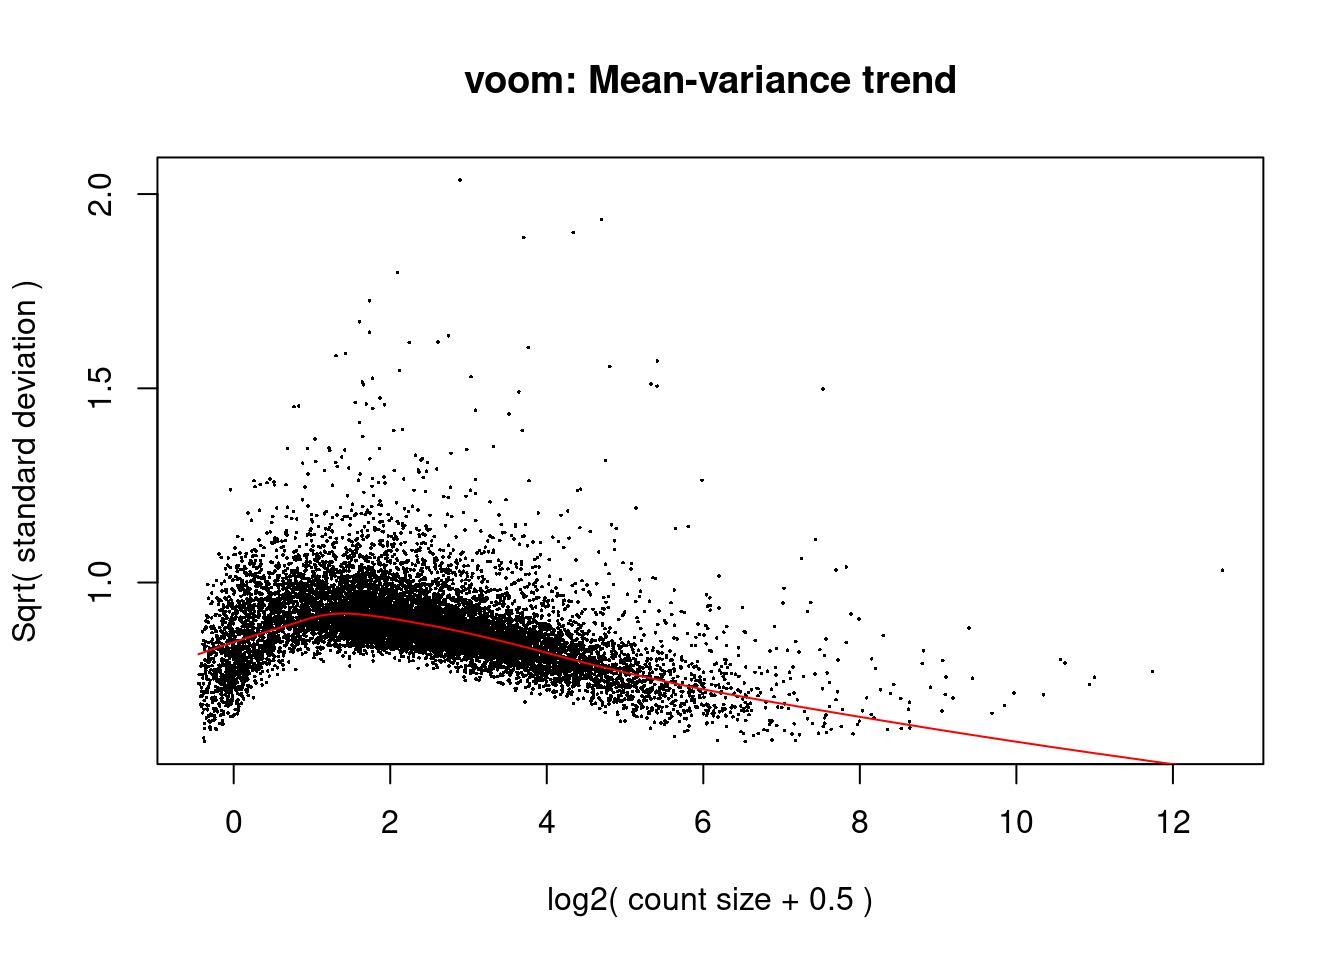 voom: Mean-variance trend
Sqrt( standard deviation )
2.0
1.5
1.0
0 2 4 6 8 10 12
log2( count size + 0.5 )